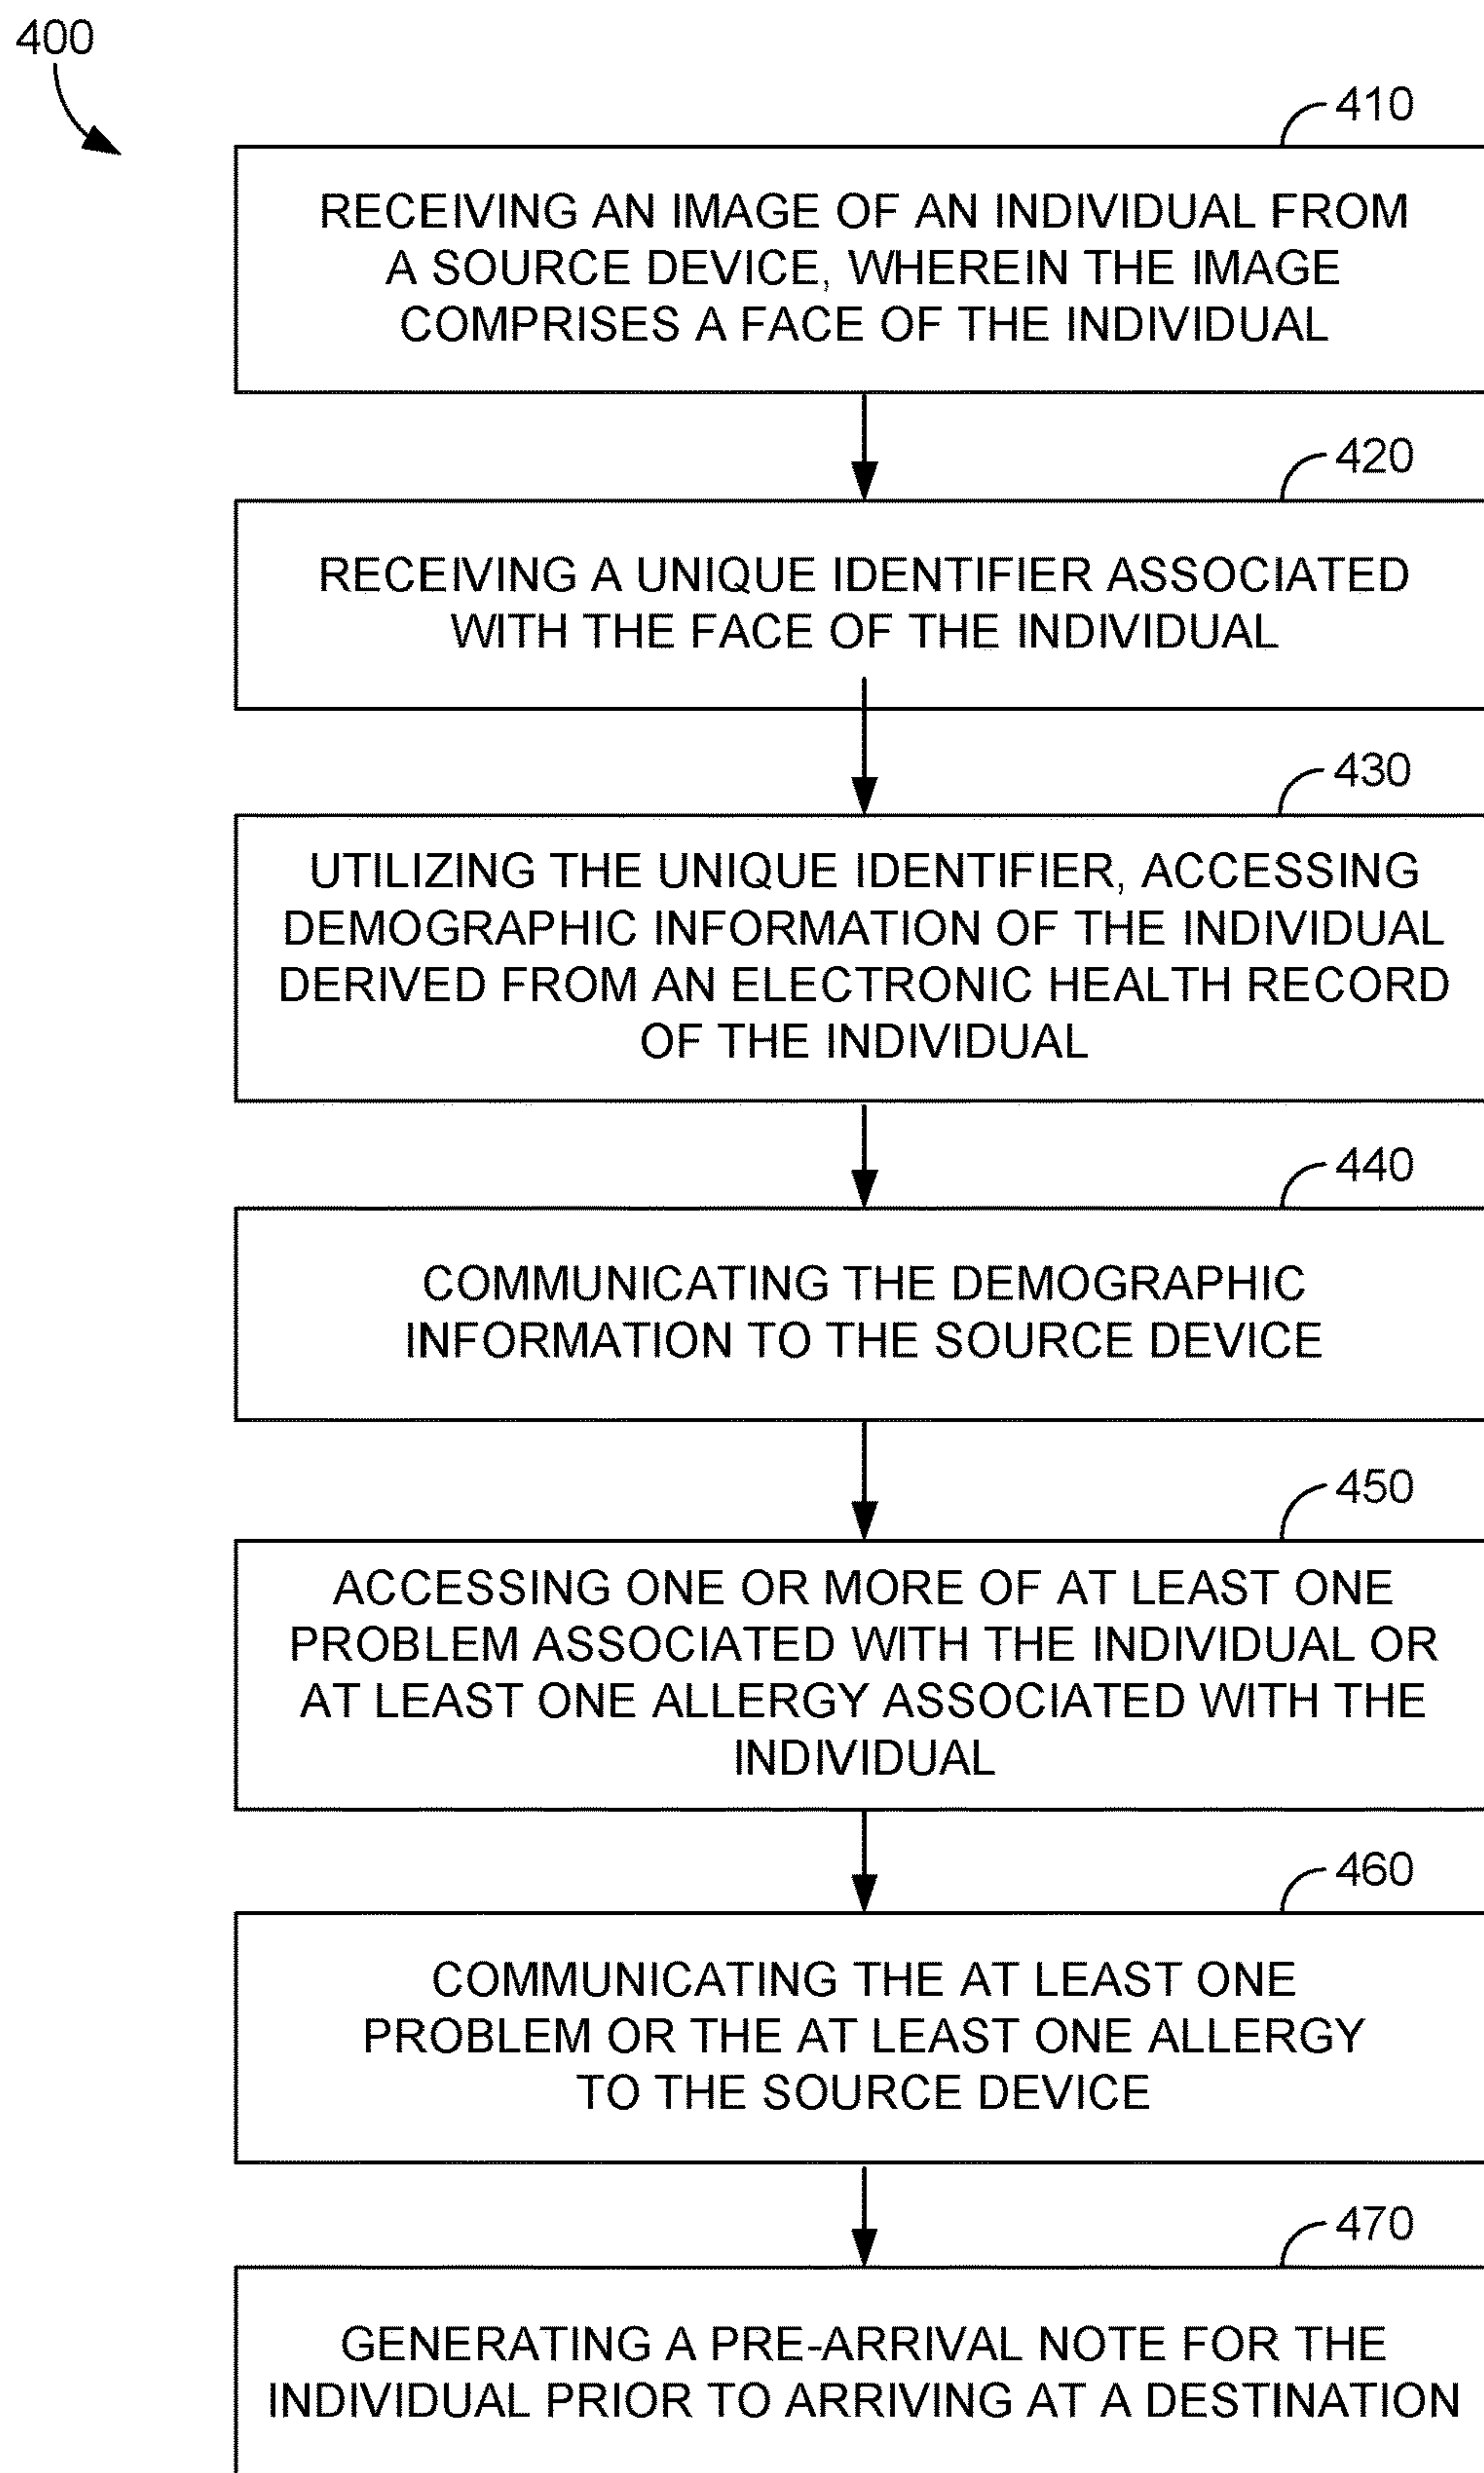 400
410
RECEIVING AN IMAGE OF AN INDIVIDUAL FROM
A SOURCE DEVICE, WHEREIN THE IMAGE
COMPRISES A FACE OF THE INDIVIDUAL
420
RECEIVING A UNIQUE IDENTIFIER ASSOCIATED
WITH THE FACE OF THE INDIVIDUAL
430
UTILIZING THE UNIQUE IDENTIFIER, ACCESSING
DEMOGRAPHIC INFORMATION OF THE INDIVIDUAL
DERIVED FROM AN ELECTRONIC HEALTH RECORD
OF THE INDIVIDUAL
440
COMMUNICATING THE DEMOGRAPHIC
INFORMATION TO THE SOURCE DEVICE
450
ACCESSING ONE OR MORE OF AT LEAST ONE
PROBLEM ASSOCIATED WITH THE INDIVIDUAL OR
AT LEAST ONE ALLERGY ASSOCIATED WITH THE
INDIVIDUAL
460
COMMUNICATING THE AT LEAST ONE
PROBLEM OR THE AT LEAST ONE ALLERGY
TO THE SOURCE DEVICE
470
GENERATING A PRE-ARRIVAL NOTE FOR THE
INDIVIDUAL PRIOR TO ARRIVING AT A DESTINATION